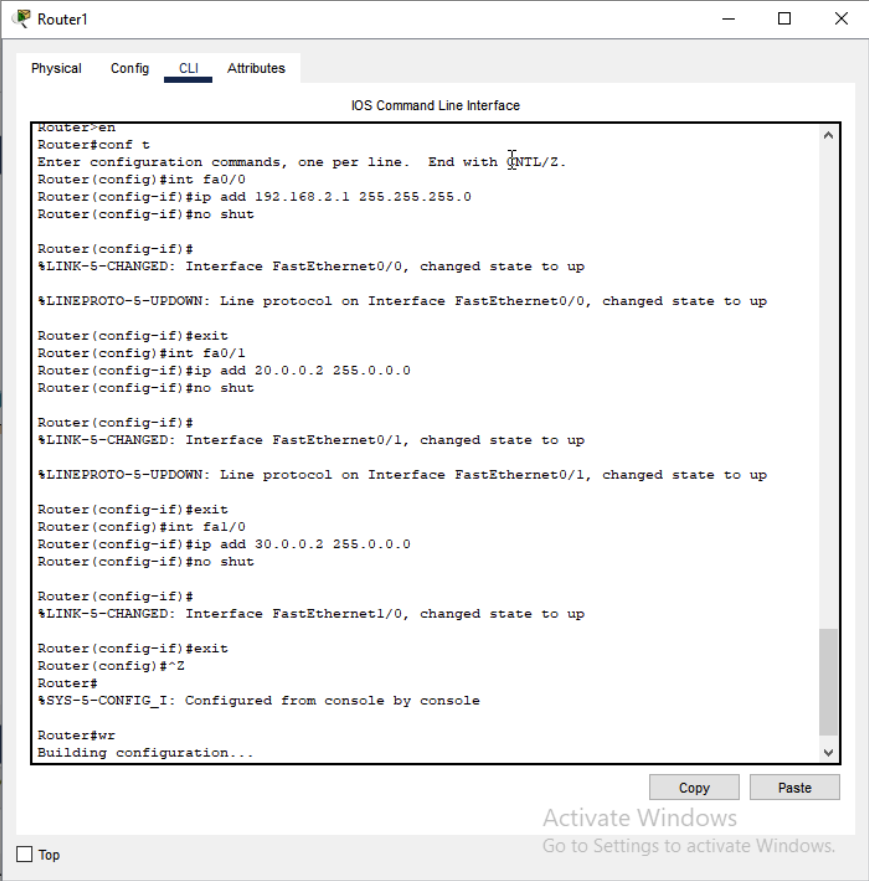 Router1
Physical Config CLI Attributes
IOS Command Line Interface
Router>en
Router#conf t
Enter configuration commands, one per line.  End with CNTL/Z.
Router(config)#int fa0/0
Router(config-if)#ip add 192.168.2.1 255.255.255.0
Router(config-if)#no shut
Router(config-if)#
%LINK-5-CHANGED: Interface FastEthernet0/0, changed state to up
%LINEPROTO-5-UPDOWN: Line protocol on Interface FastEthernet0/0, changed state to up
Router(config-if)#exit
Router(config)#int fa0/1
Router(config-if)#ip add 20.0.0.2 255.0.0.0
Router(config-if)#no shut
Router(config-if)#
%LINK-5-CHANGED: Interface FastEthernet0/1, changed state to up
%LINEPROTO-5-UPDOWN: Line protocol on Interface FastEthernet0/1, changed state to up
Router(config-if)#exit
Router(config)#int fa1/0
Router(config-if)#ip add 30.0.0.2 255.0.0.0
Router(config-if)#no shut
Router(config-if)#
%LINK-5-CHANGED: Interface FastEthernet1/0, changed state to up
Router(config-if)#exit
Router(config)#^Z
Router#
%SYS-5-CONFIG_I: Configured from console by console
Router#wr
Building configuration...
Copy Paste
Activate Windows
Go to Settings to activate Windows.
Top